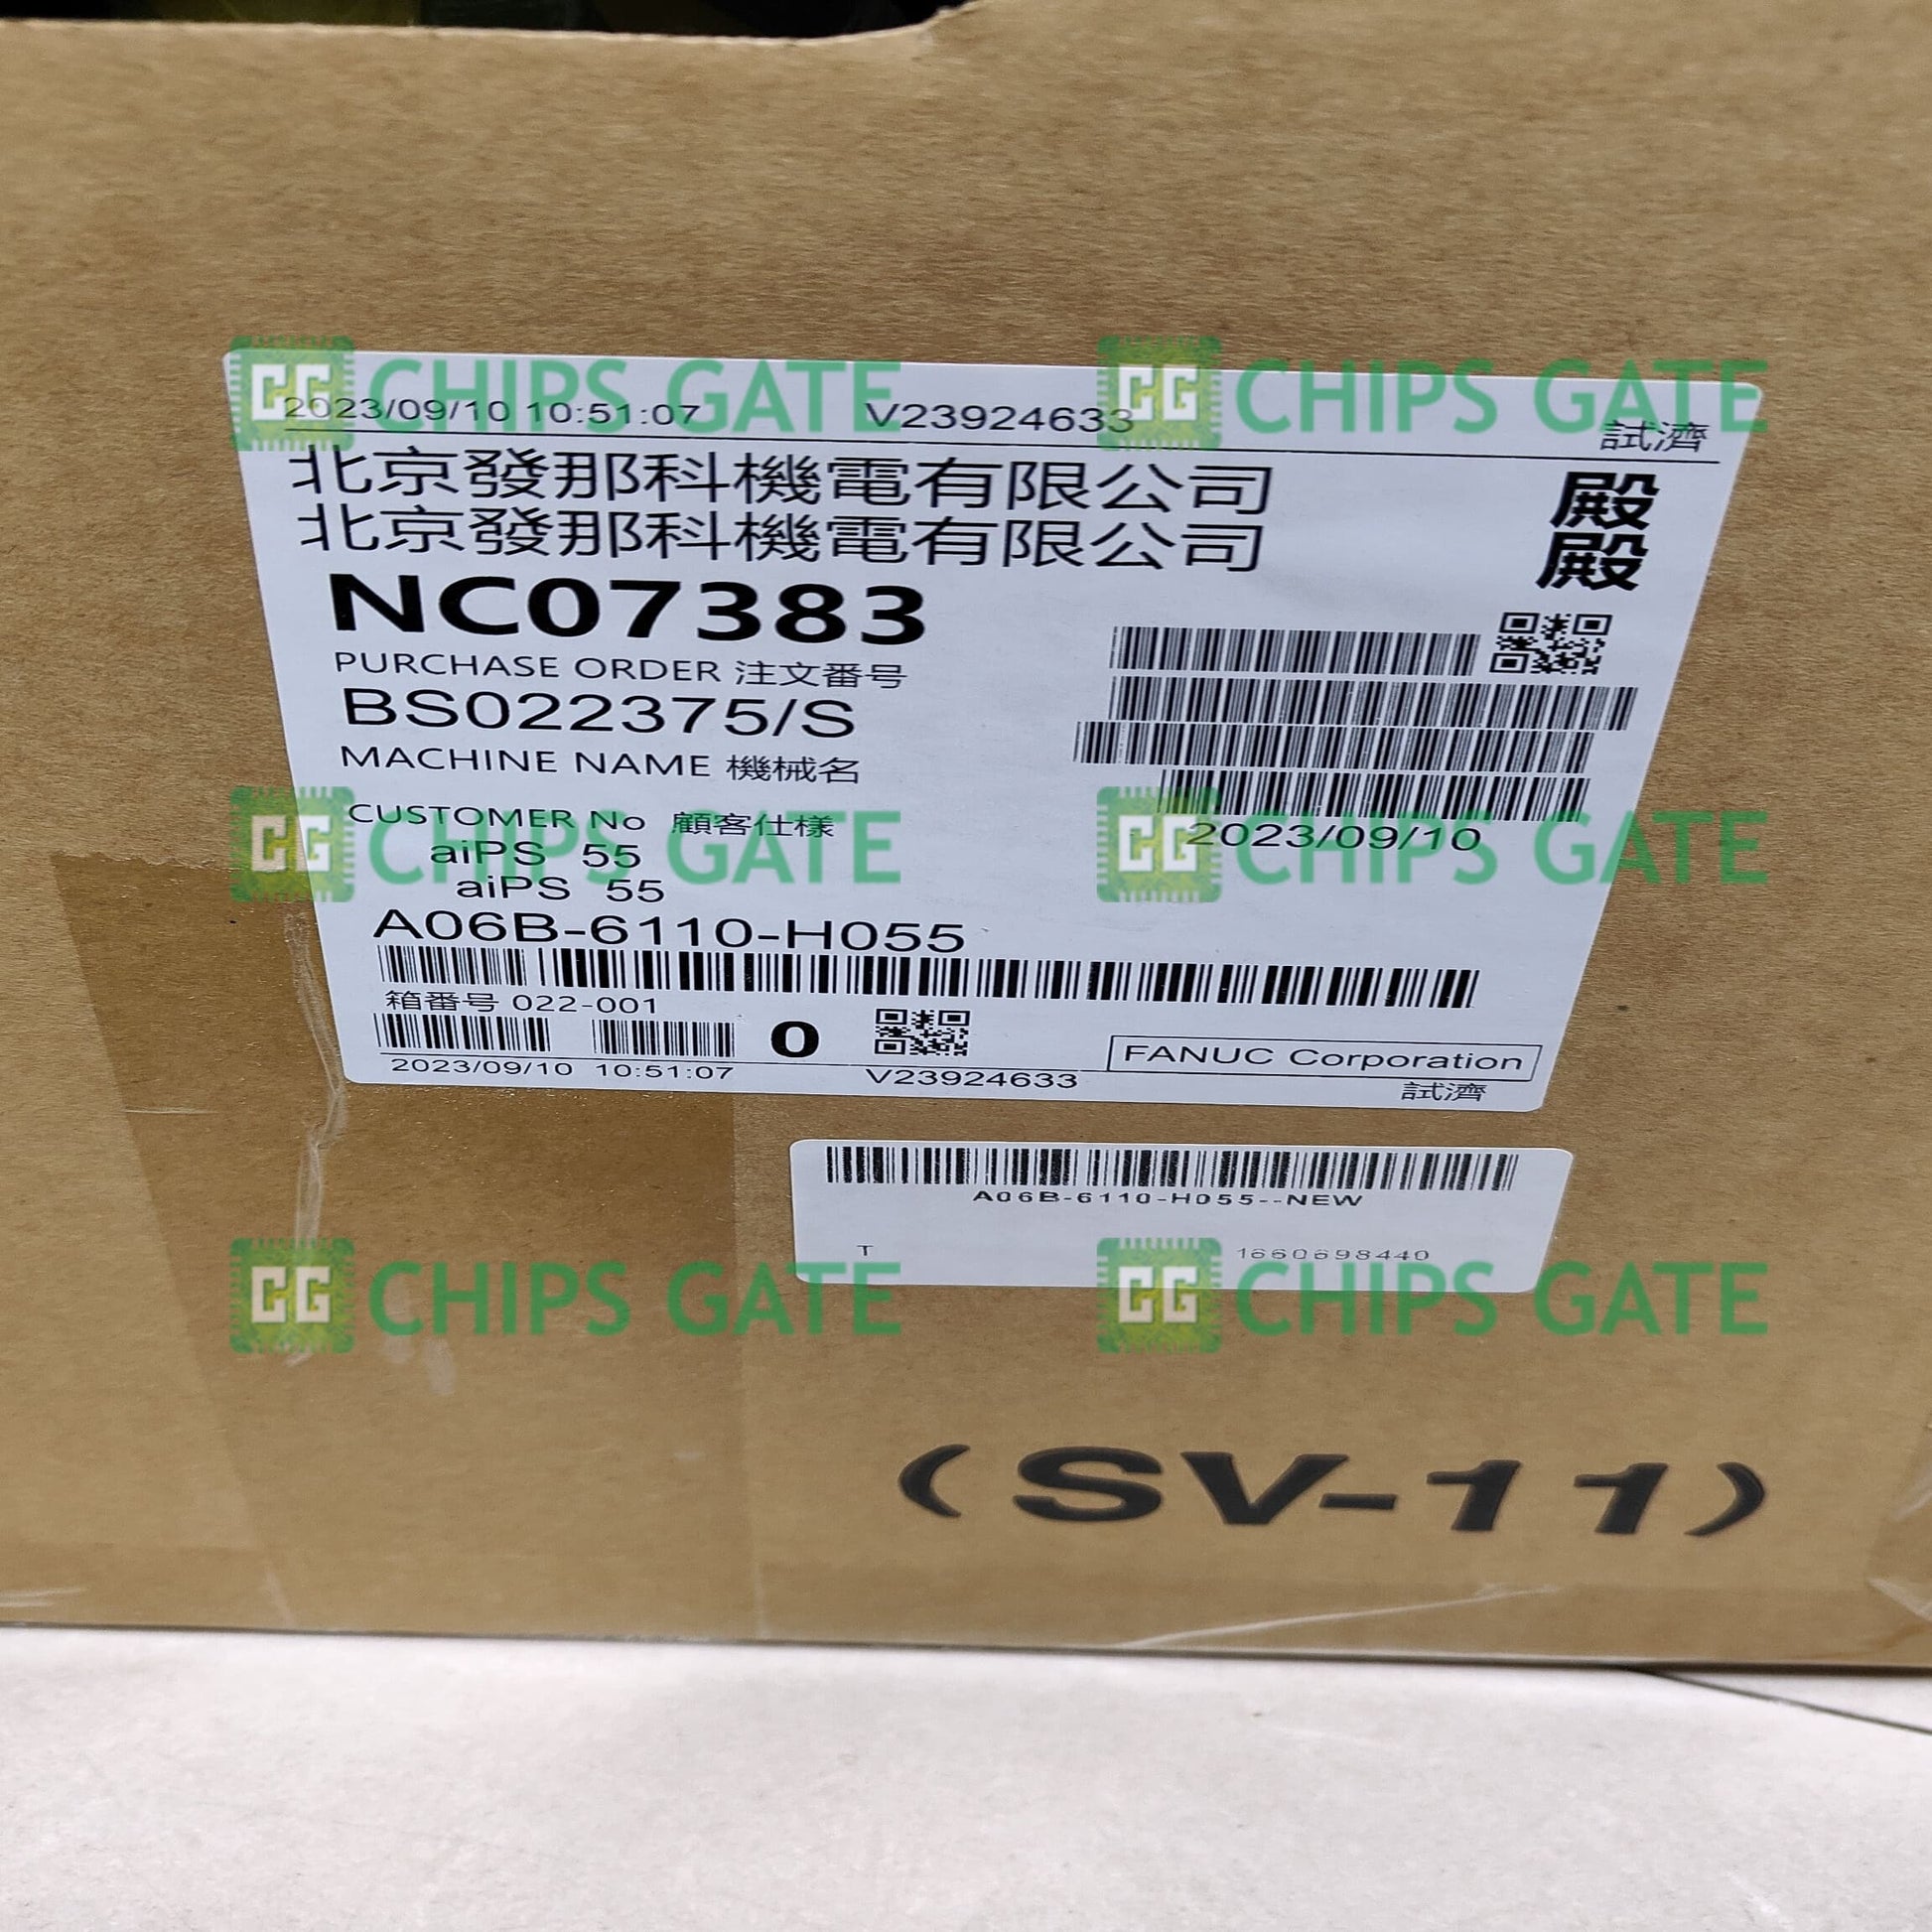 2023/09/10 10:51:07 V23924633 試濟
北京發那科機電有限公司 殿
北京發那科機電有限公司 殿
NC07383
PURCHASE ORDER 注文番号
BS022375/S
MACHINE NAME 機械名
CUSTOMER No 顧客仕様
2023/09/10
aiPS 55
aiPS 55
A06B-6110-H055
箱番号 022-001
0
FANUC Corporation
2023/09/10 10:51:07 V23924633 試濟
A06B-6110-H055--NEW
T 1660698440
(SV-11)
CG CHIPS GATE
CG CHIPS GATE
CG CHIPS GATE
CG CHIPS GATE
CG CHIPS GATE
CG CHIPS GATE